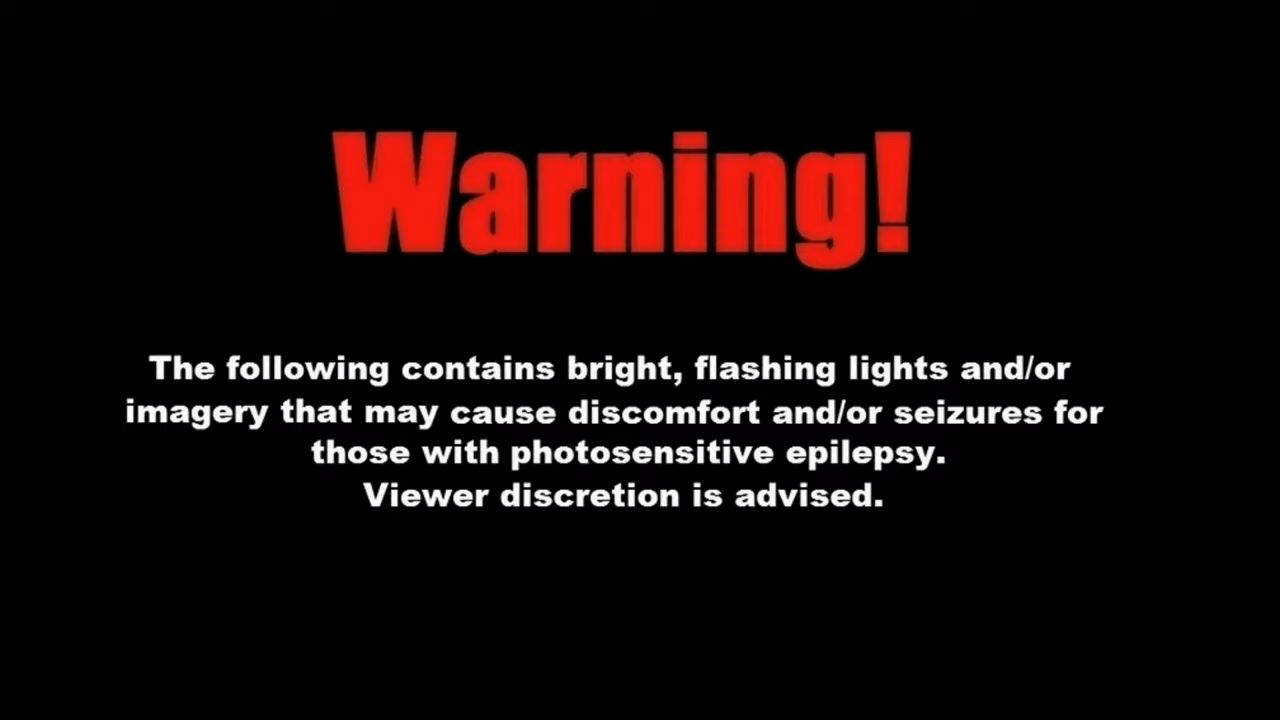 Warning!
The following contains bright, flashing lights and/or
imagery that may cause discomfort and/or seizures for
those with photosensitive epilepsy.
Viewer discretion is advised.